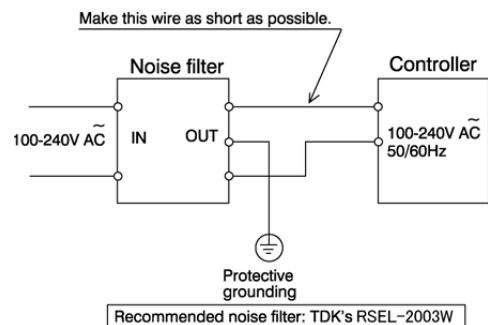 Make this wire as short as possible.
Noise filter
Controller
100-240V AC
IN
OUT
100-240V AC
50/60Hz
Protective
grounding
Recommended noise filter: TDK's RSEL-2003W